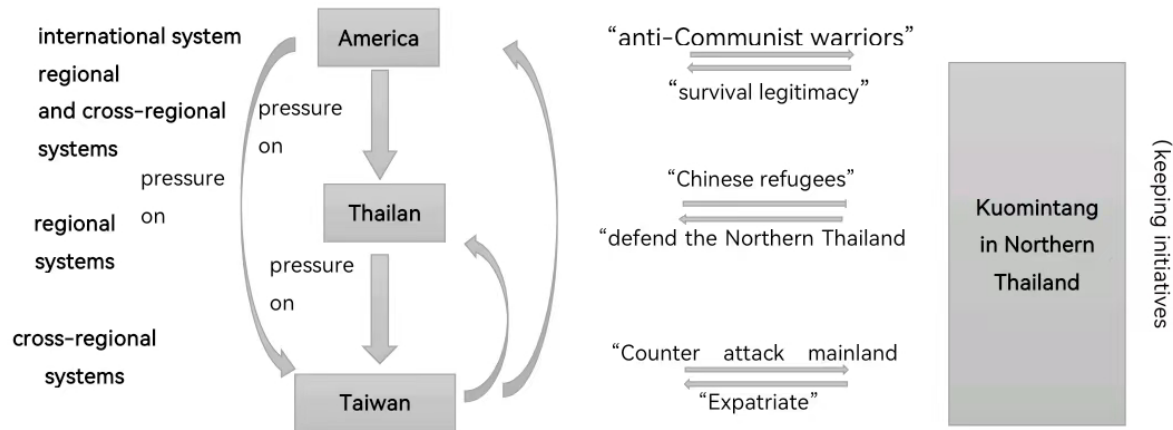 international system
regional
and cross-regional
systems
America
pressure
on
pressure
on
regional
systems
Thailan
pressure
on
cross-regional
systems
Taiwan
“anti-Communist warriors”
“survival legitimacy”
“Chinese refugees”
“defend the Northern Thailand
“Counter attack mainland
“Expatriate”
Kuomintang
in Northern
Thailand
(keeping initiatives